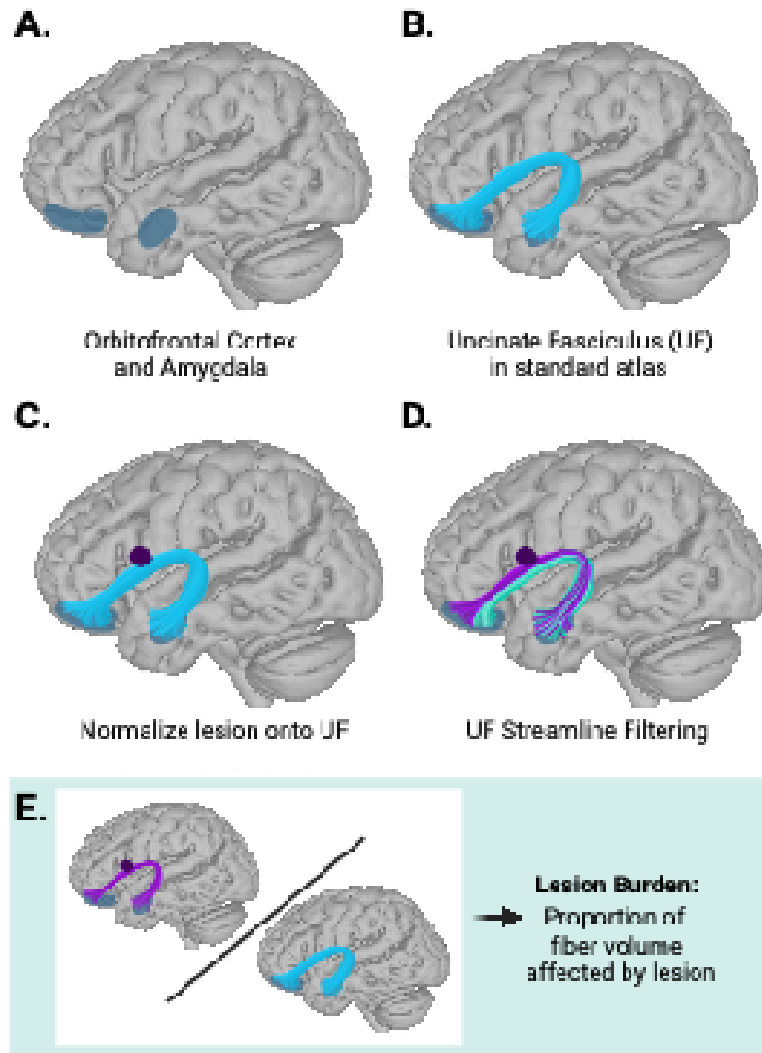 A.
B.
Orbitofrontal Cortex
and Amygdala
Uncinate Fasciculus (UF)
in standard atlas
C.
D.
Normalize lesion onto UF
UF Streamline Filtering
E.
Lesion Burden:
Proportion of
fiber volume
affected by lesion